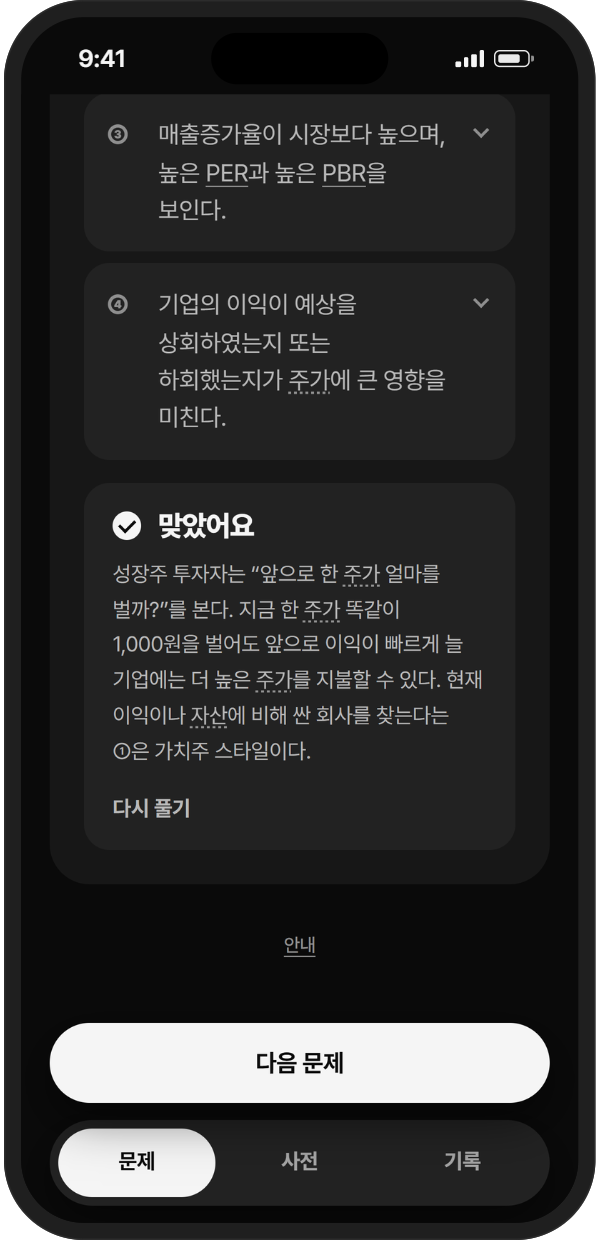 9:41
③ 매출증가율이 시장보다 높으며,
높은 PER과 높은 PBR을
보인다.
④ 기업의 이익이 예상을
상회하였는지 또는
하회했는지가 주가에 큰 영향을
미친다.
맞았어요
성장주 투자자는 “앞으로 한 주가 얼마를
벌까?”를 본다. 지금 한 주가 똑같이
1,000원을 벌어도 앞으로 이익이 빠르게 늘
기업에는 더 높은 주가를 지불할 수 있다. 현재
이익이나 자산에 비해 싼 회사를 찾는다는
①은 가치주 스타일이다.
다시 풀기
안내
다음 문제
문제 사전 기록